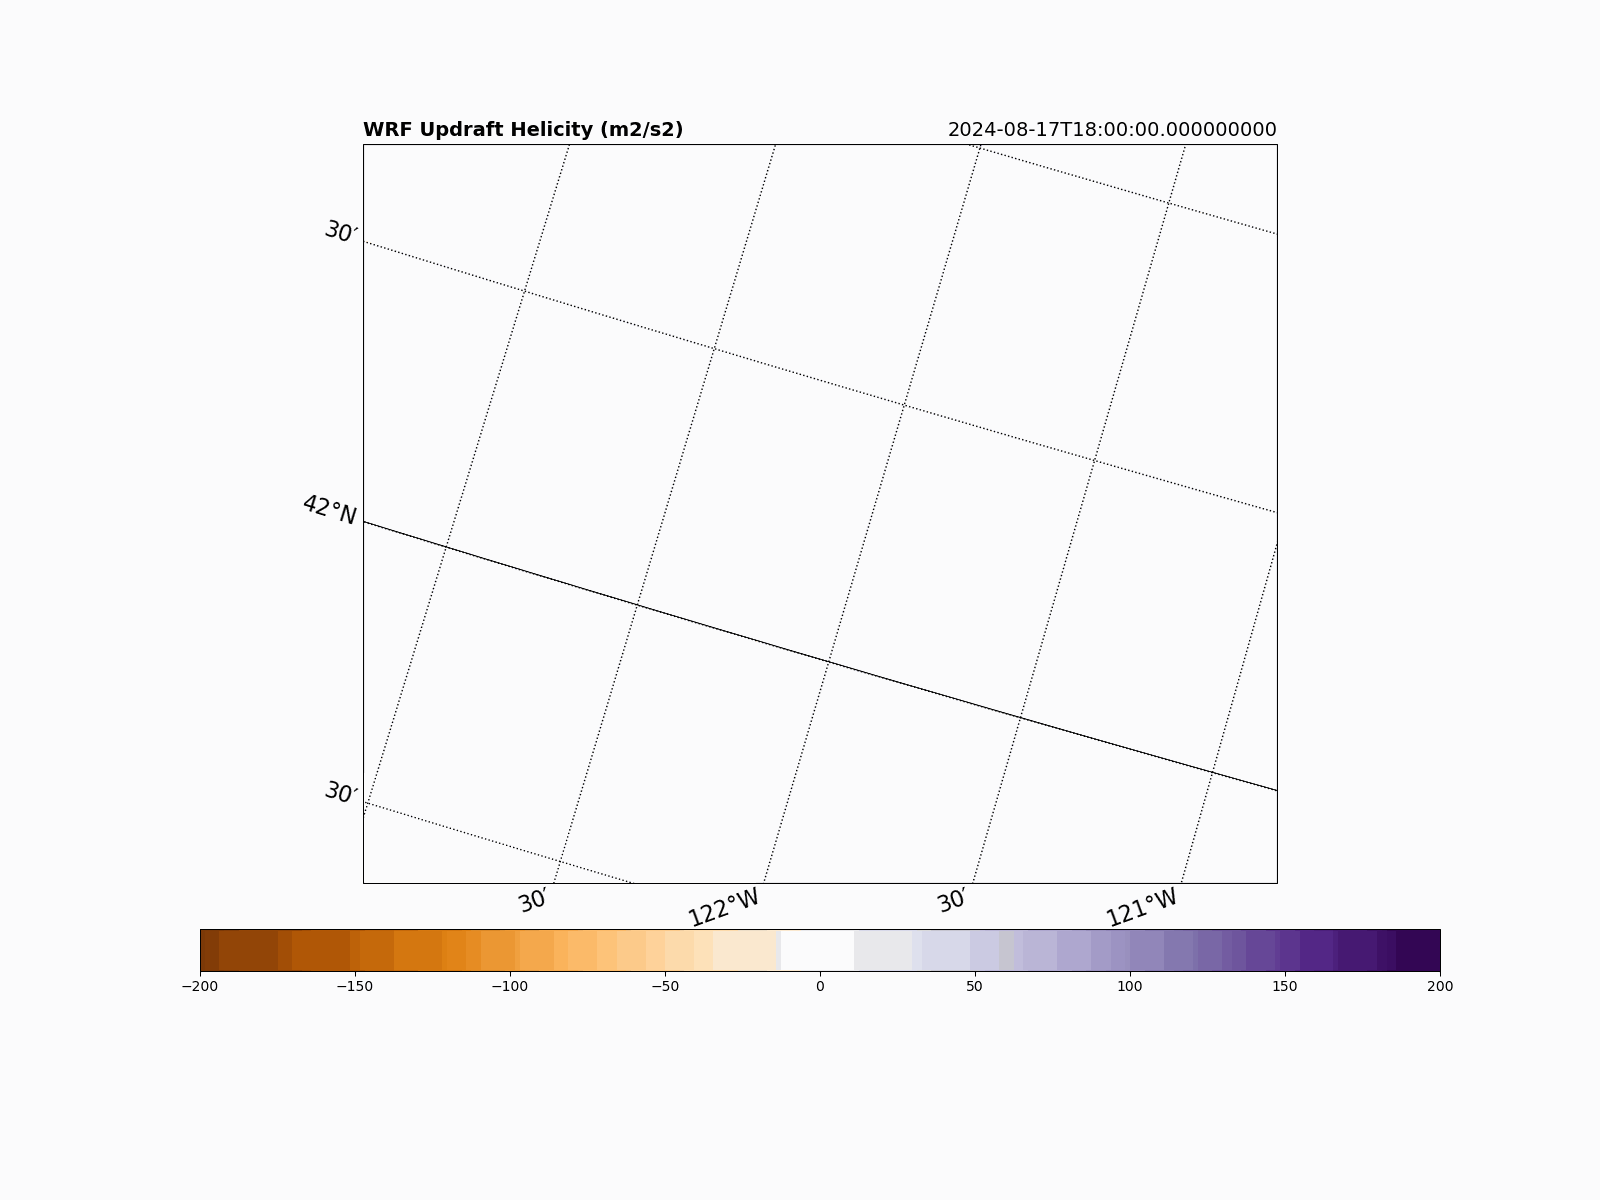 WRF Updraft Helicity (m2/s2) 2024-08-17T18:00:00.000000000
30′
42°N
30′
30′ 122°W 30′ 121°W
−200 −150 −100 −50 0 50 100 150 200